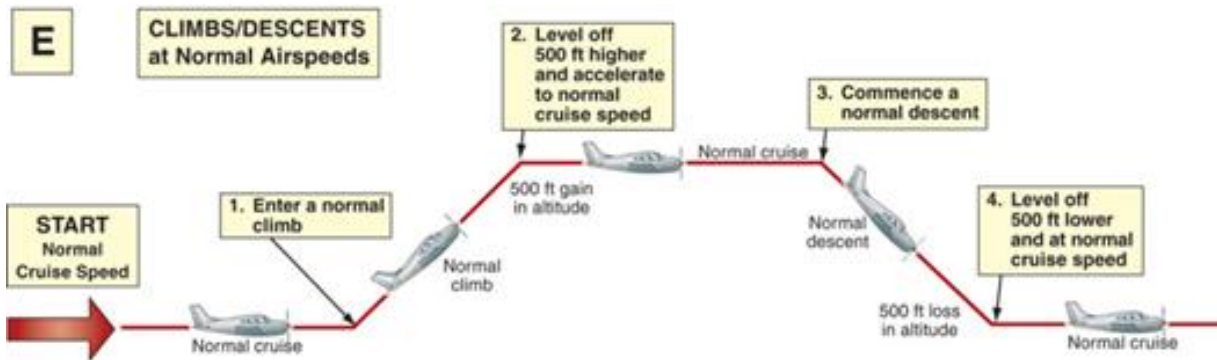 E
CLIMBS/DESCENTS
at Normal Airspeeds
START
Normal
Cruise Speed
Normal cruise
1. Enter a normal
climb
Normal
climb
2. Level off
500 ft higher
and accelerate
to normal
cruise speed
500 ft gain
in altitude
Normal cruise
3. Commence a
normal descent
Normal
descent
500 ft loss
in altitude
4. Level off
500 ft lower
and at normal
cruise speed
Normal cruise